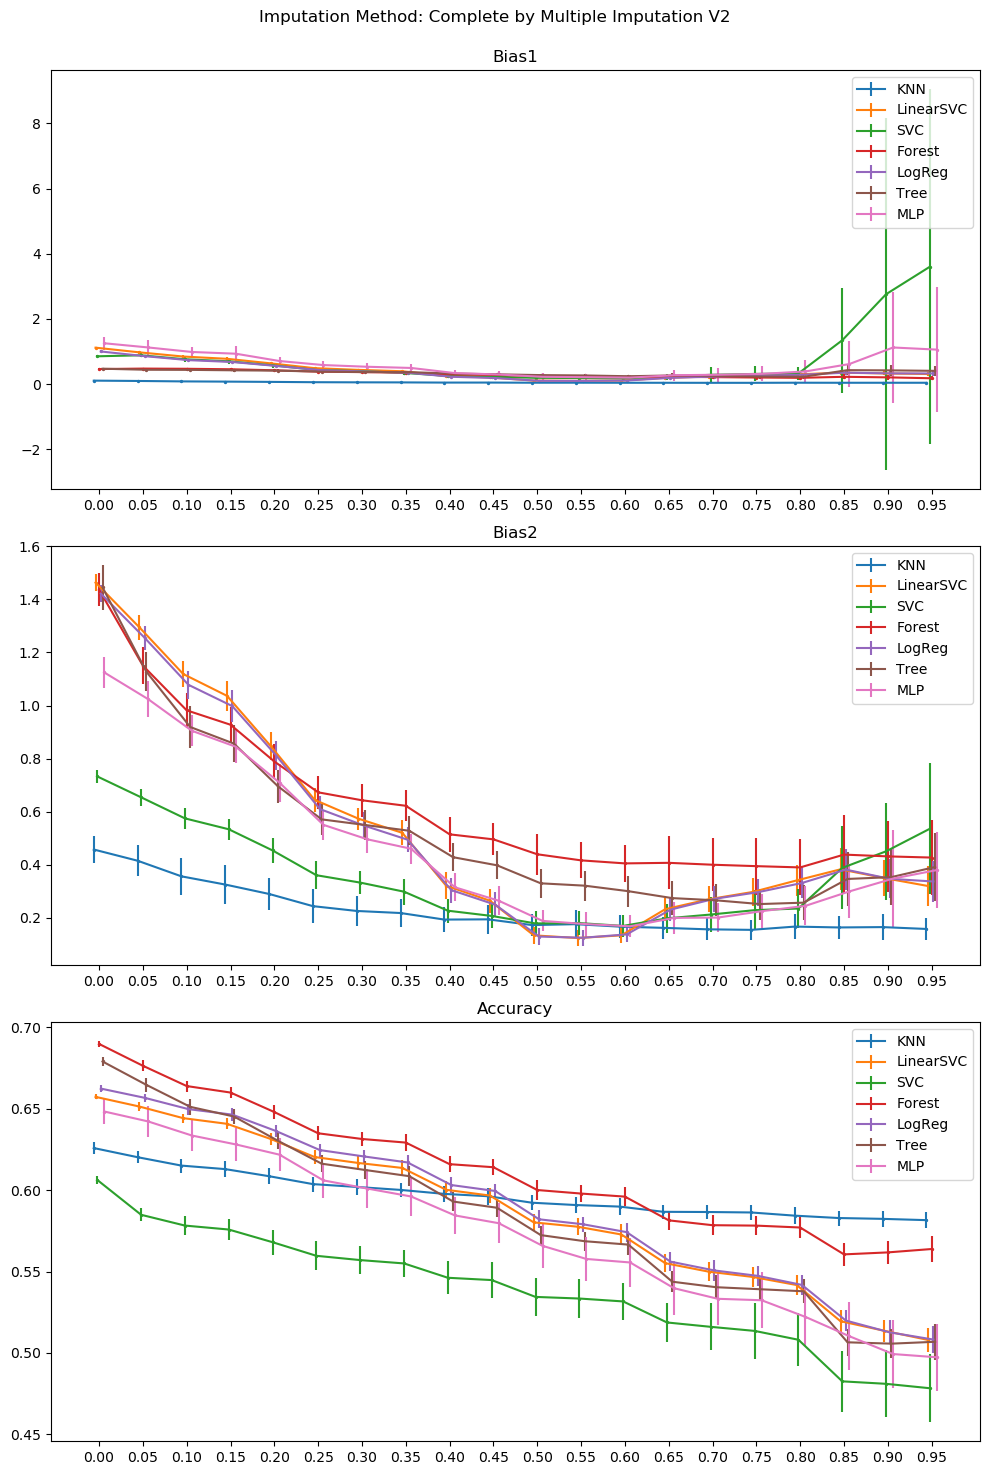 Imputation Method: Complete by Multiple Imputation V2
Bias1
8
6
4
2
0
−2
KNN
LinearSVC
SVC
Forest
LogReg
Tree
MLP
0.00 0.05 0.10 0.15 0.20 0.25 0.30 0.35 0.40 0.45 0.50 0.55 0.60 0.65 0.70 0.75 0.80 0.85 0.90 0.95
Bias2
1.6
1.4
1.2
1.0
0.8
0.6
0.4
0.2
KNN
LinearSVC
SVC
Forest
LogReg
Tree
MLP
0.00 0.05 0.10 0.15 0.20 0.25 0.30 0.35 0.40 0.45 0.50 0.55 0.60 0.65 0.70 0.75 0.80 0.85 0.90 0.95
Accuracy
0.70
0.65
0.60
0.55
0.50
0.45
KNN
LinearSVC
SVC
Forest
LogReg
Tree
MLP
0.00 0.05 0.10 0.15 0.20 0.25 0.30 0.35 0.40 0.45 0.50 0.55 0.60 0.65 0.70 0.75 0.80 0.85 0.90 0.95